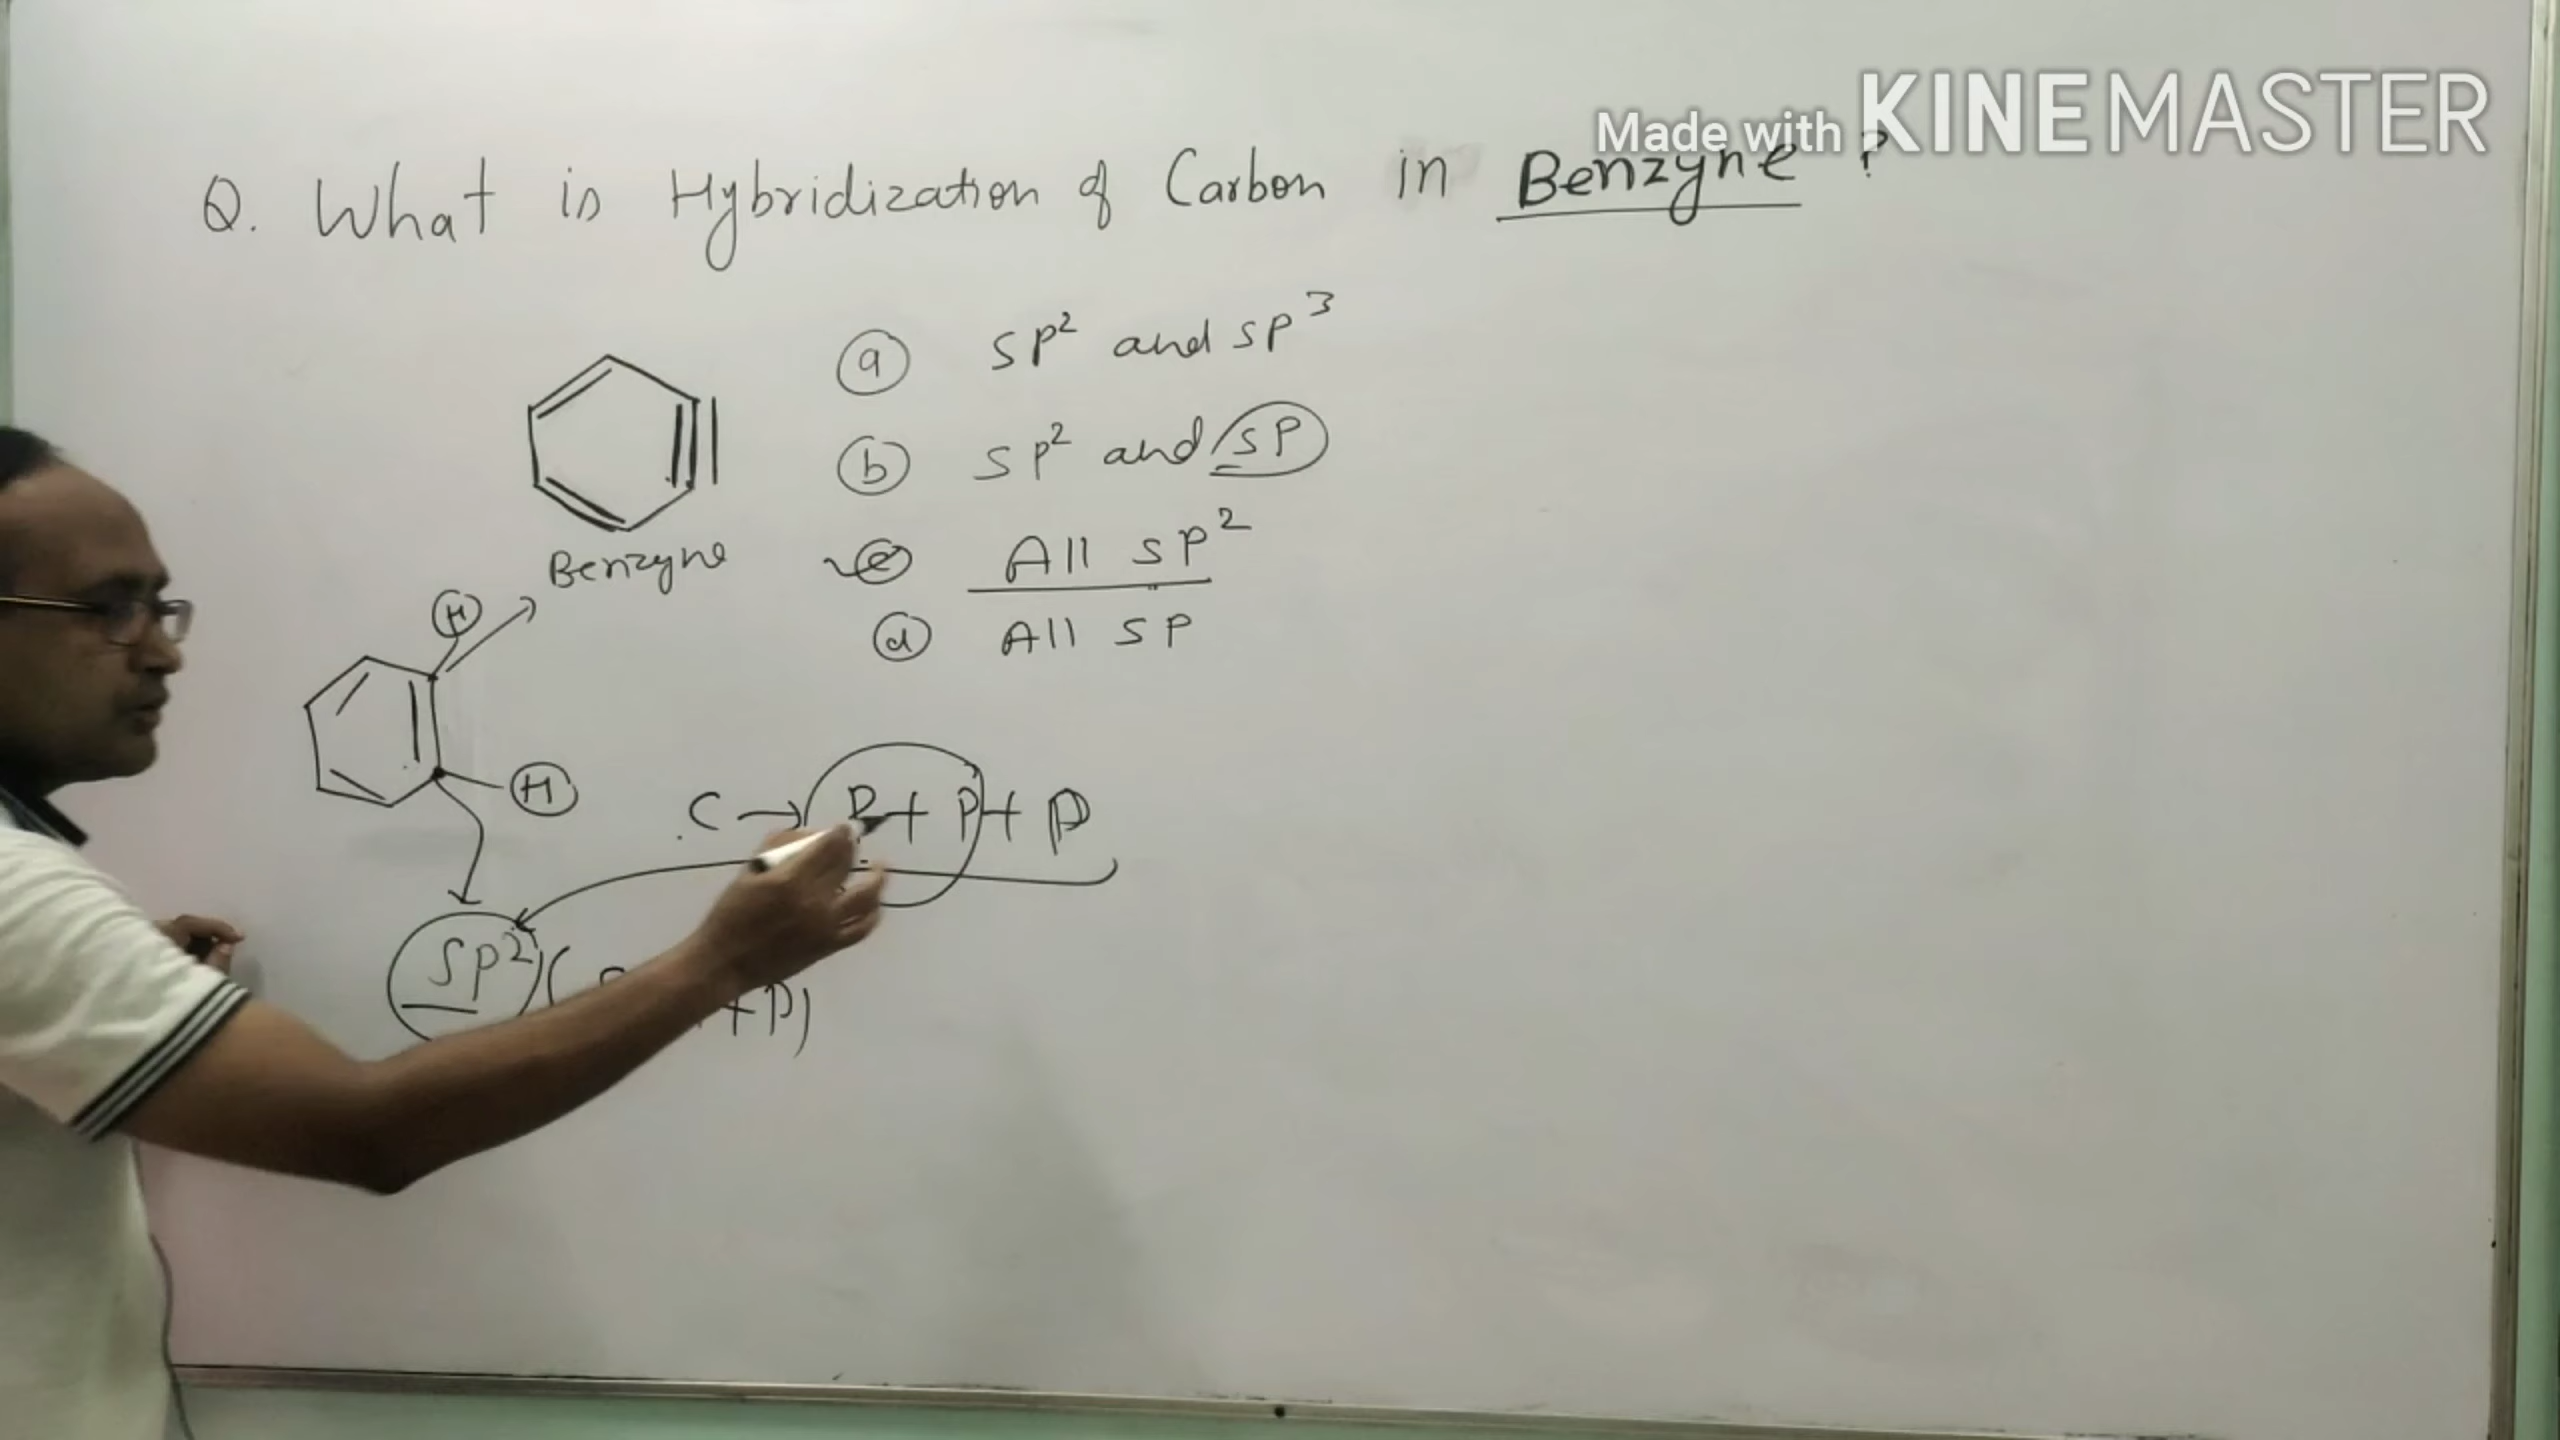 Made with KINEMASTER
Q. What is Hybridization of Carbon in Benzyne ?
a SP² and SP³
b SP² and SP
c All SP²
d All SP
Benzyne
H
H
C → P + P + P
SP² ( + P)